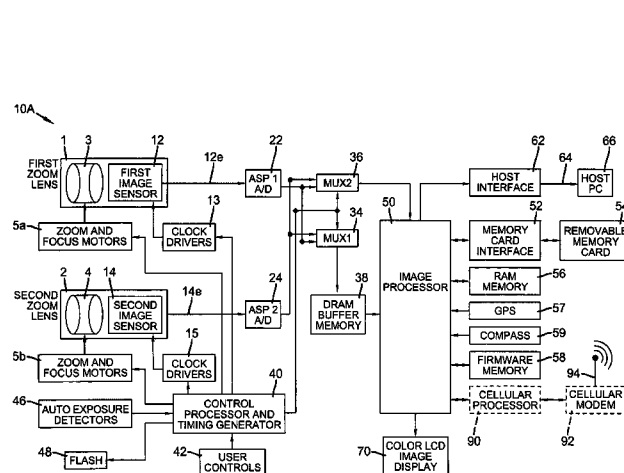 10A
1
3
12
FIRST
ZOOM
LENS
FIRST
IMAGE
SENSOR
12e
22
ASP 1
A/D
36
MUX2
34
MUX1
62
HOST
INTERFACE
64
66
HOST
PC
5a
ZOOM AND
FOCUS MOTORS
13
CLOCK
DRIVERS
50
IMAGE
PROCESSOR
52
MEMORY
CARD
INTERFACE
54
REMOVABLE
MEMORY
CARD
2
4
14
SECOND
ZOOM
LENS
SECOND
IMAGE
SENSOR
14e
24
ASP 2
A/D
38
DRAM
BUFFER
MEMORY
RAM
MEMORY
56
GPS
57
COMPASS
59
FIRMWARE
MEMORY
58
94
5b
ZOOM AND
FOCUS MOTORS
15
CLOCK
DRIVERS
40
CONTROL
PROCESSOR AND
TIMING GENERATOR
46
AUTO EXPOSURE
DETECTORS
CELLULAR
PROCESSOR
90
CELLULAR
MODEM
92
48
FLASH
42
USER
CONTROLS
70
COLOR LCD
IMAGE
DISPLAY